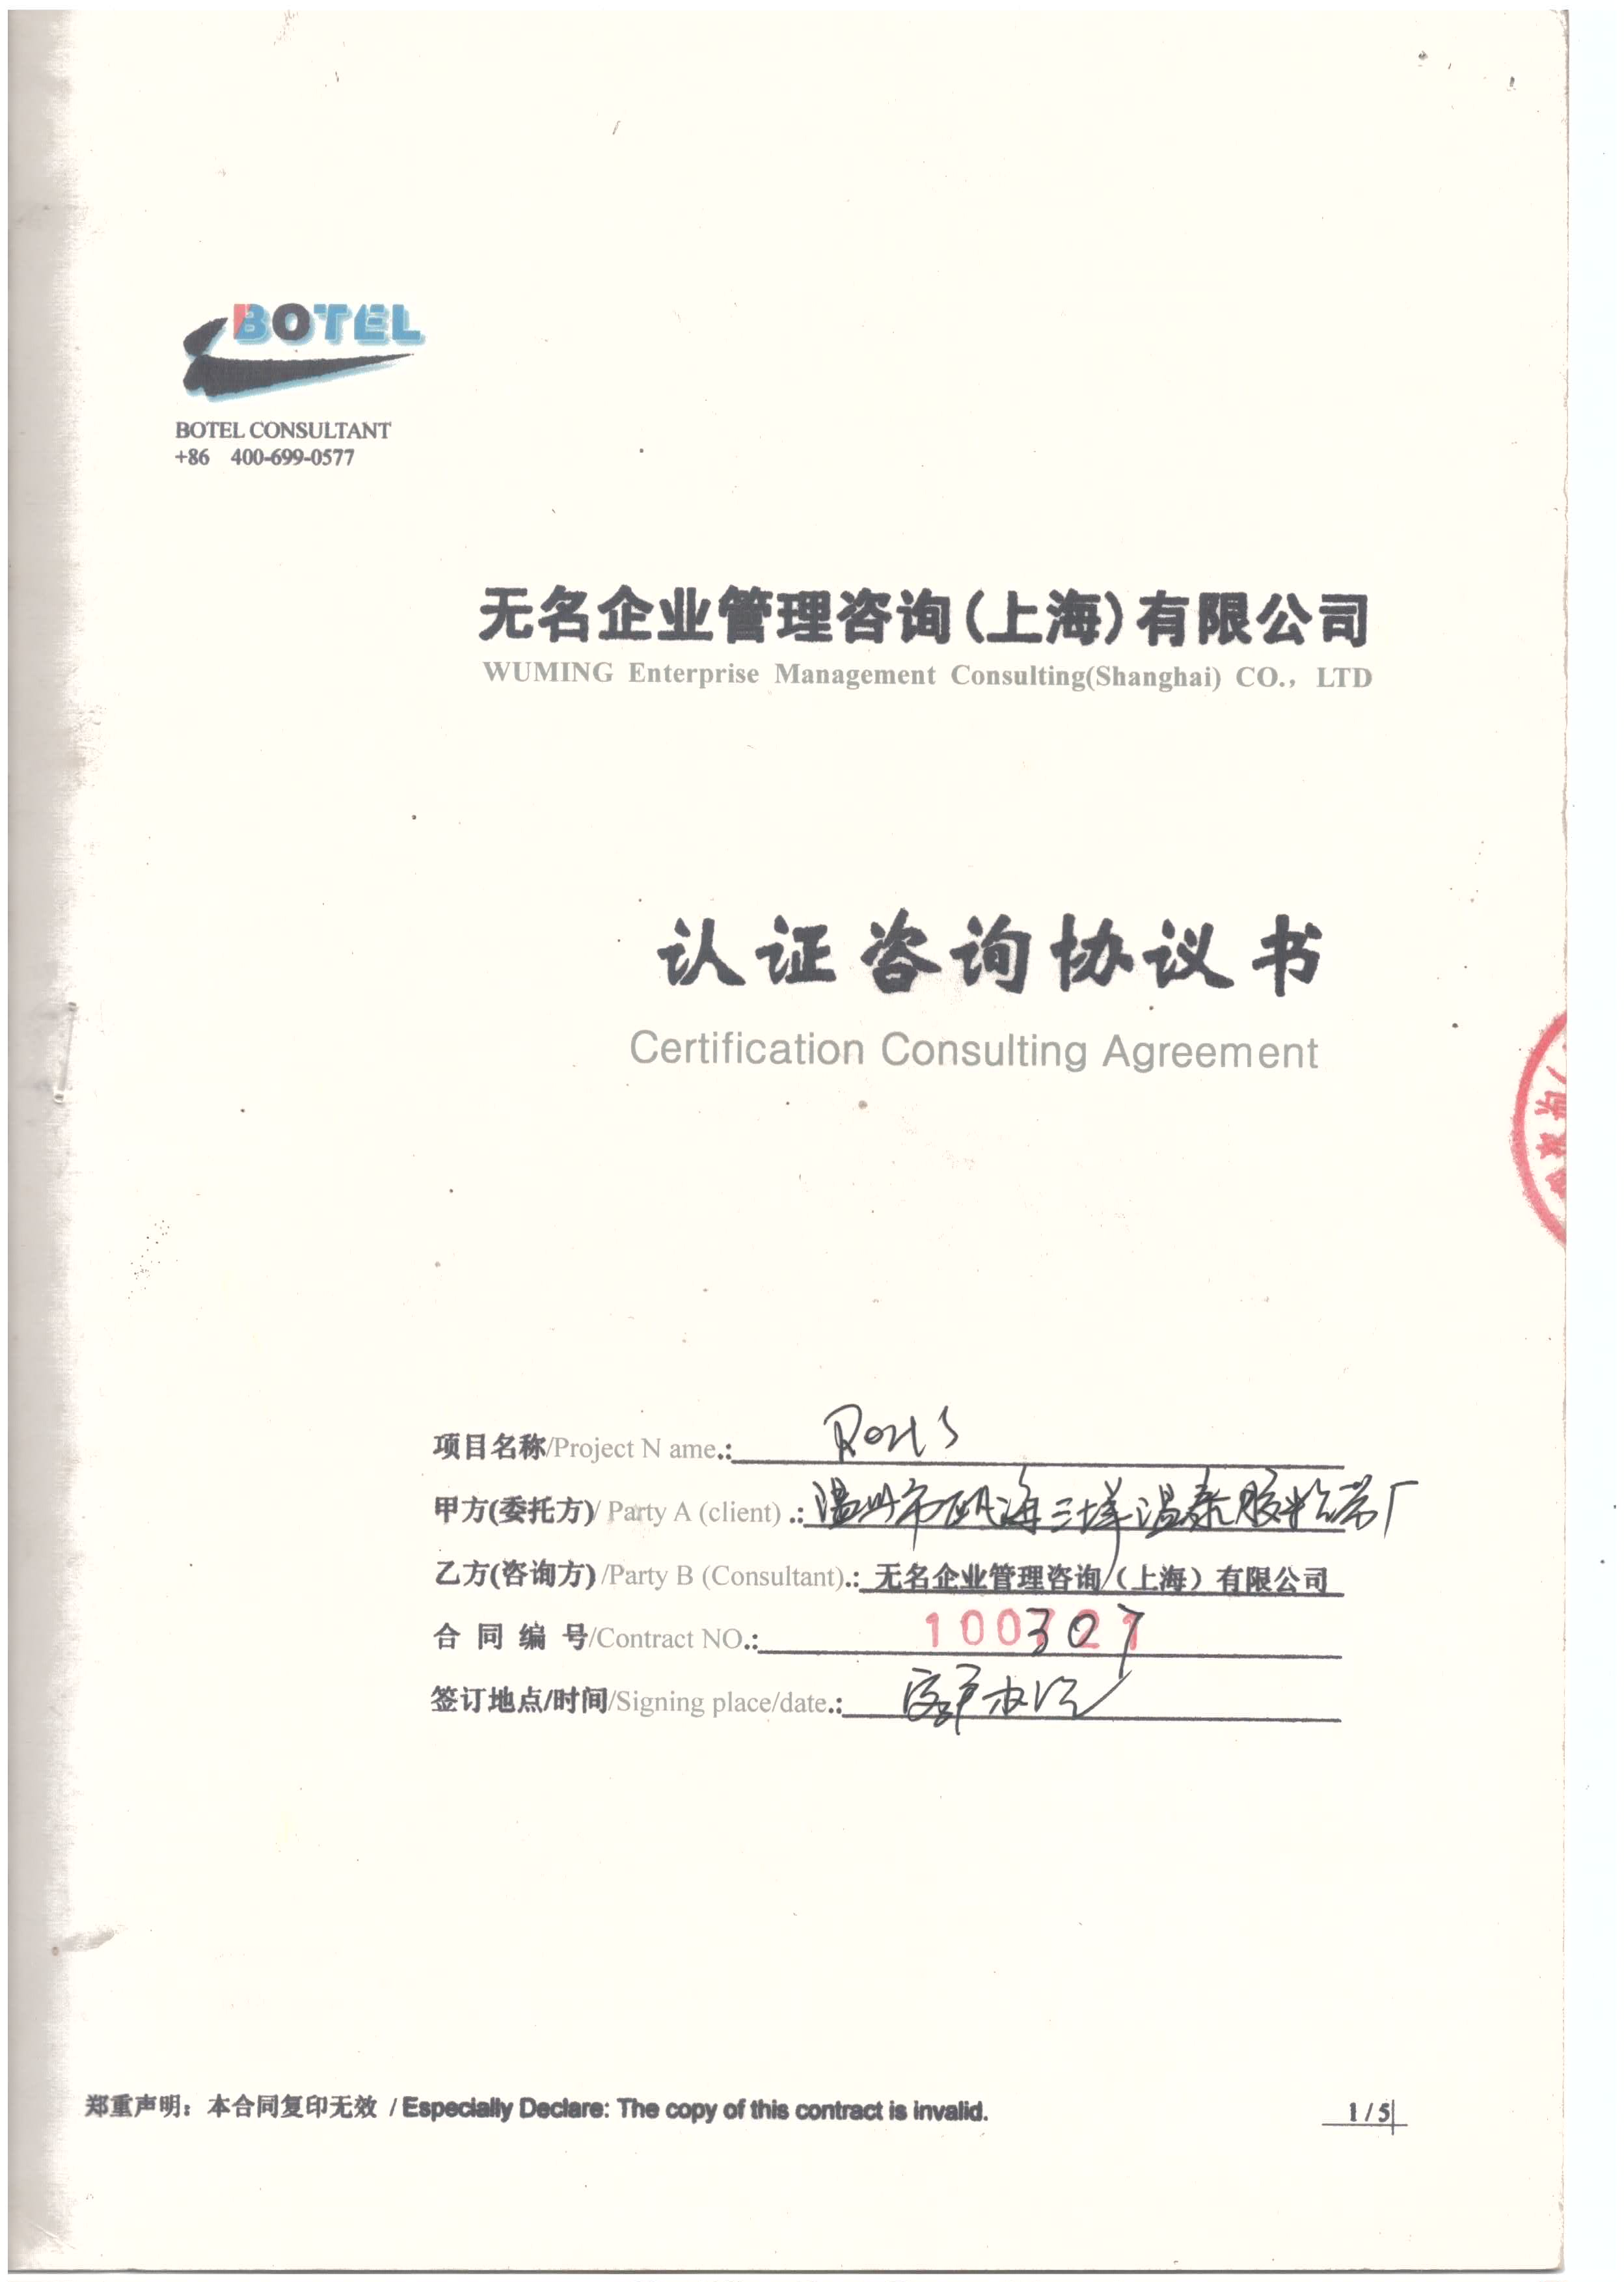 BOTEL
BOTEL CONSULTANT
+86 400-699-0577
无名企业管理咨询(上海)有限公司
WUMING Enterprise Management Consulting(Shanghai) CO., LTD
认证咨询协议书
Certification Consulting Agreement
项目名称/Project N ame.: RoHS
甲方(委托方)/ Party A (client) .: 温州市瓯海三垟温泰胶粘带厂
乙方(咨询方) /Party B (Consultant).: 无名企业管理咨询（上海）有限公司
合 同 编 号/Contract NO.: 100307
签订地点/时间/Signing place/date.:
郑重声明：本合同复印无效 / Especially Declare: The copy of this contract is invalid.
1 / 5